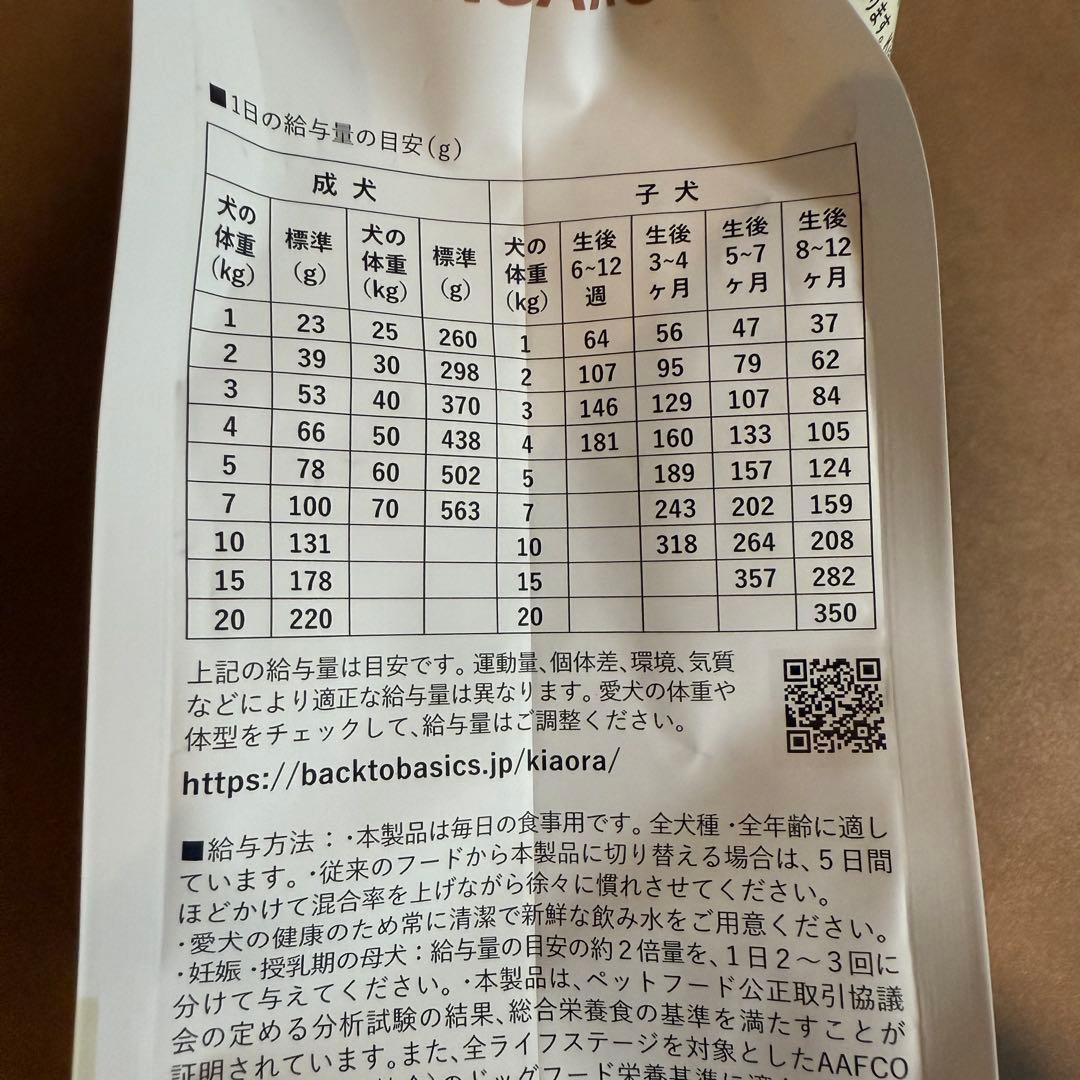 ■1日の給与量の目安(g)
成犬 子犬
犬の体重(kg) 標準(g) 犬の体重(kg) 標準(g) 犬の体重(kg) 生後6~12週 生後3~4ヶ月 生後5~7ヶ月 生後8~12ヶ月
1 23 25 260 1 64 56 47 37
2 39 30 298 2 107 95 79 62
3 53 40 370 3 146 129 107 84
4 66 50 438 4 181 160 133 105
5 78 60 502 5 189 157 124
7 100 70 563 7 243 202 159
10 131 10 318 264 208
15 178 15 357 282
20 220 20 350
上記の給与量は目安です。運動量、個体差、環境、気質
などにより適正な給与量は異なります。愛犬の体重や
体型をチェックして、給与量はご調整ください。
https://backtobasics.jp/kiaora/
■給与方法：・本製品は毎日の食事用です。全犬種・全年齢に適し
ています。・従来のフードから本製品に切り替える場合は、5日間
ほどかけて混合率を上げながら徐々に慣れさせてください。
・愛犬の健康のため常に清潔で新鮮な飲み水をご用意ください。
・妊娠・授乳期の母犬：給与量の目安の約2倍量を、1日2～3回に
分けて与えてください。・本製品は、ペットフード公正取引協議
会の定める分析試験の結果、総合栄養食の基準を満たすことが
証明されています。また、全ライフステージを対象としたAAFCO
のドッグフード栄養基準に